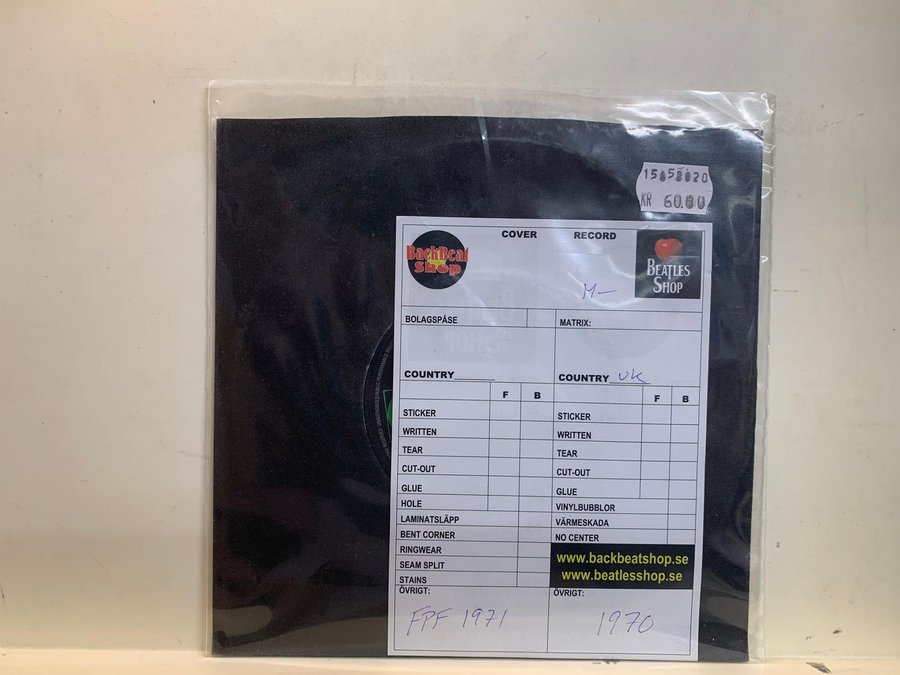 15052020
KR 60.00
COVER RECORD
BackBeat
Shop
BEATLES
SHOP
M-
BOLAGSPÅSE
MATRIX:
COUNTRY
COUNTRY UK
F B
F B
STICKER
WRITTEN
TEAR
CUT-OUT
GLUE
HOLE
LAMINATSLÄPP
BENT CORNER
RINGWEAR
SEAM SPLIT
STAINS
ÖVRIGT:
FPF 1971
STICKER
WRITTEN
TEAR
CUT-OUT
GLUE
VINYLBUBBLOR
VÄRMESKADA
NO CENTER
www.backbeatshop.se
www.beatlesshop.se
ÖVRIGT:
1970